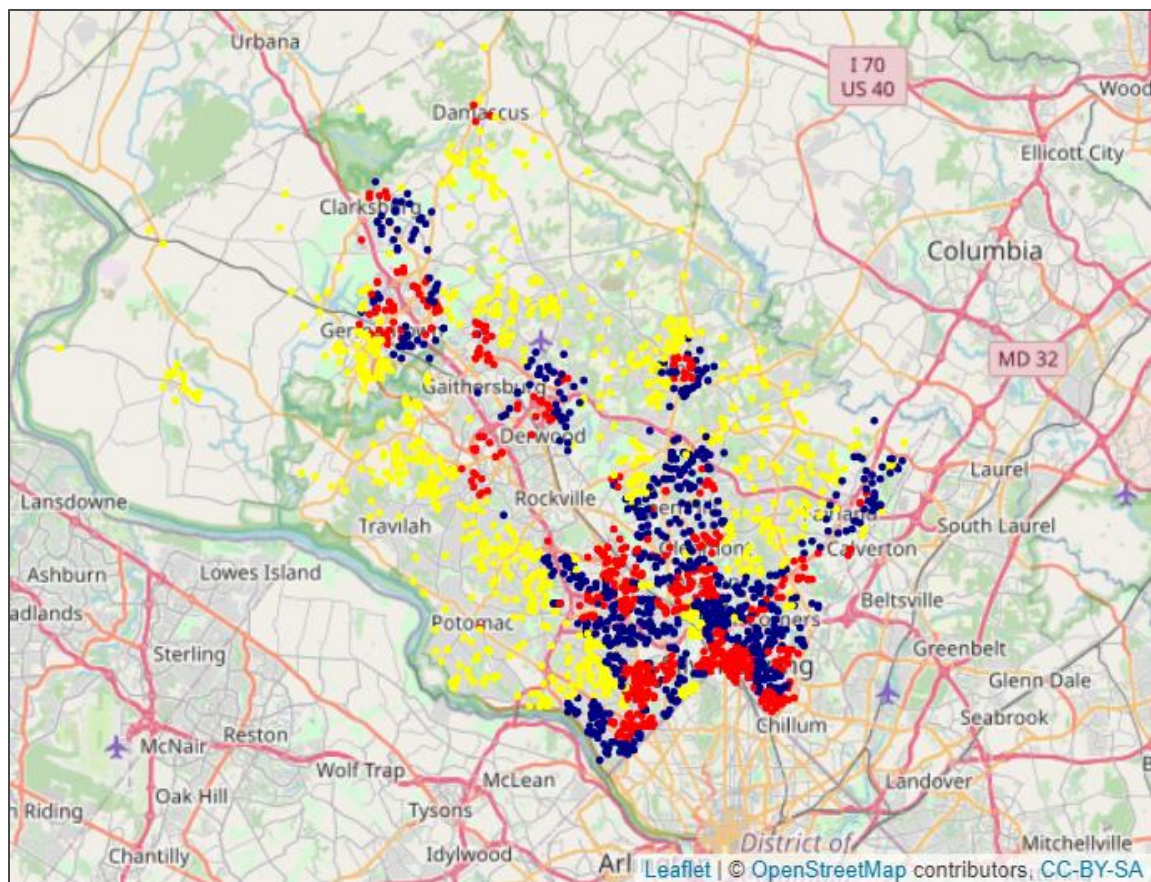 Urbana
I 70
US 40
Damascus
Ellicott City
Clarksburg
Columbia
MD 32
Gaithersburg
Derwood
Laurel
Lansdowne
Rockville
Travilah
South Laurel
Calverton
Ashburn
Lowes Island
Beltsville
Potomac
Sterling
Greenbelt
Glenn Dale
Seabrook
Chillum
McNair
Reston
Wolf Trap
McLean
Landover
Oak Hill
Tysons
Riding
Chantilly
Idylwood
District of
Mitchellville
Leaflet | © OpenStreetMap contributors, CC-BY-SA